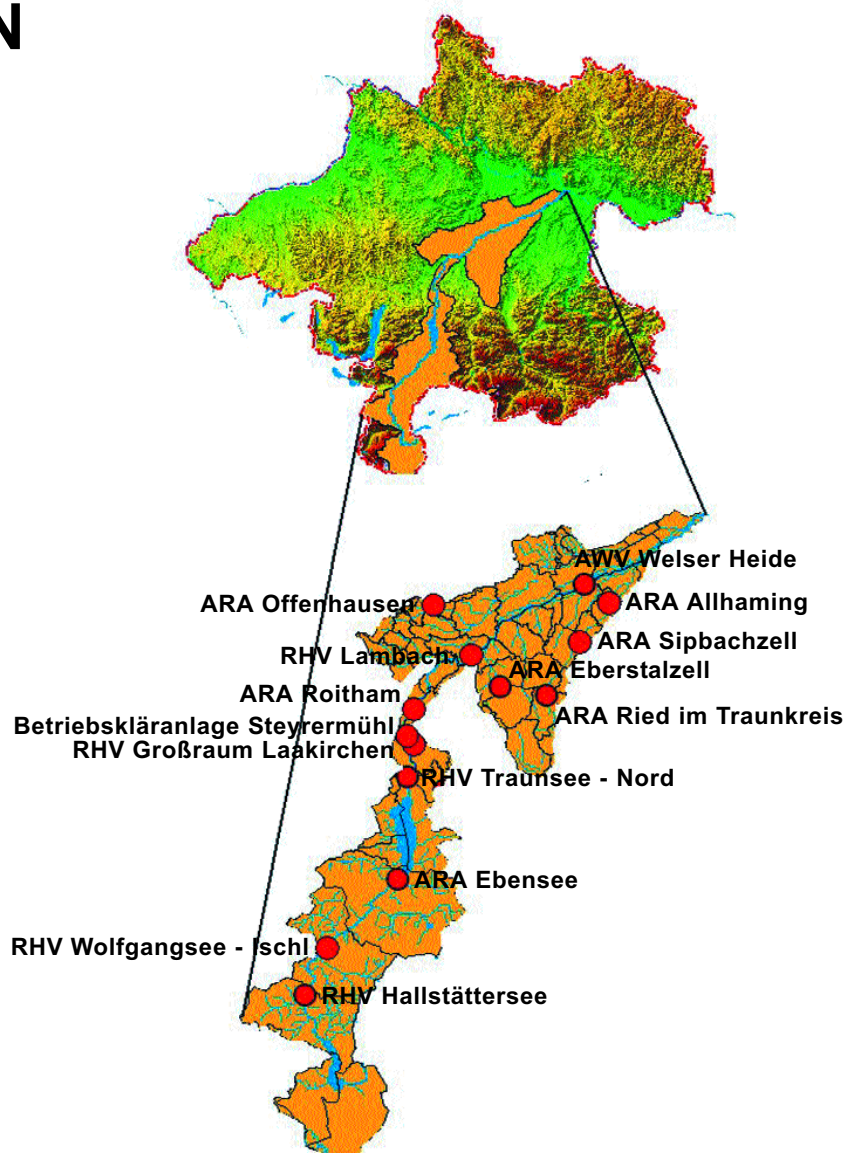 N
AWV Welser Heide
ARA Offenhausen
ARA Allhaming
ARA Sipbachzell
RHV Lambach
ARA Eberstalzell
ARA Roitham
ARA Ried im Traunkreis
Betriebskläranlage Steyrermühl
RHV Großraum Laakirchen
RHV Traunsee - Nord
ARA Ebensee
RHV Wolfgangsee - Ischl
RHV Hallstättersee